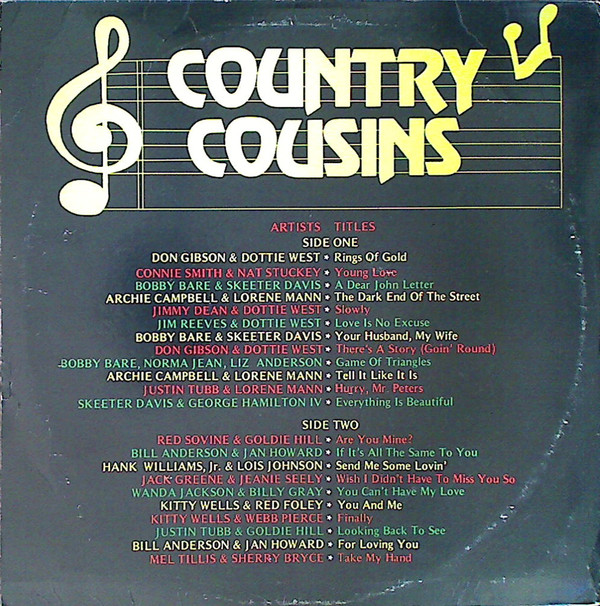 COUNTRY
COUSINS
ARTISTS TITLES
SIDE ONE
DON GIBSON & DOTTIE WEST * Rings Of Gold
CONNIE SMITH & NAT STUCKEY * Young Love
BOBBY BARE & SKEETER DAVIS * A Dear John Letter
ARCHIE CAMPBELL & LORENE MANN * The Dark End Of The Street
JIMMY DEAN & DOTTIE WEST * Slowly
JIM REEVES & DOTTIE WEST * Love Is No Excuse
BOBBY BARE & SKEETER DAVIS * Your Husband, My Wife
DON GIBSON & DOTTIE WEST * There's A Story (Goin' Round)
BOBBY BARE, NORMA JEAN, LIZ ANDERSON * Game Of Triangles
ARCHIE CAMPBELL & LORENE MANN * Tell It Like It Is
JUSTIN TUBB & LORENE MANN * Hurry, Mr. Peters
SKEETER DAVIS & GEORGE HAMILTON IV * Everything Is Beautiful
SIDE TWO
RED SOVINE & GOLDIE HILL * Are You Mine?
BILL ANDERSON & JAN HOWARD * If It's All The Same To You
HANK WILLIAMS, Jr. & LOIS JOHNSON * Send Me Some Lovin'
JACK GREENE & JEANIE SEELY * Wish I Didn't Have To Miss You So
WANDA JACKSON & BILLY GRAY * You Can't Have My Love
KITTY WELLS & RED FOLEY * You And Me
KITTY WELLS & WEBB PIERCE * Finally
JUSTIN TUBB & GOLDIE HILL * Looking Back To See
BILL ANDERSON & JAN HOWARD * For Loving You
MEL TILLIS & SHERRY BRYCE * Take My Hand